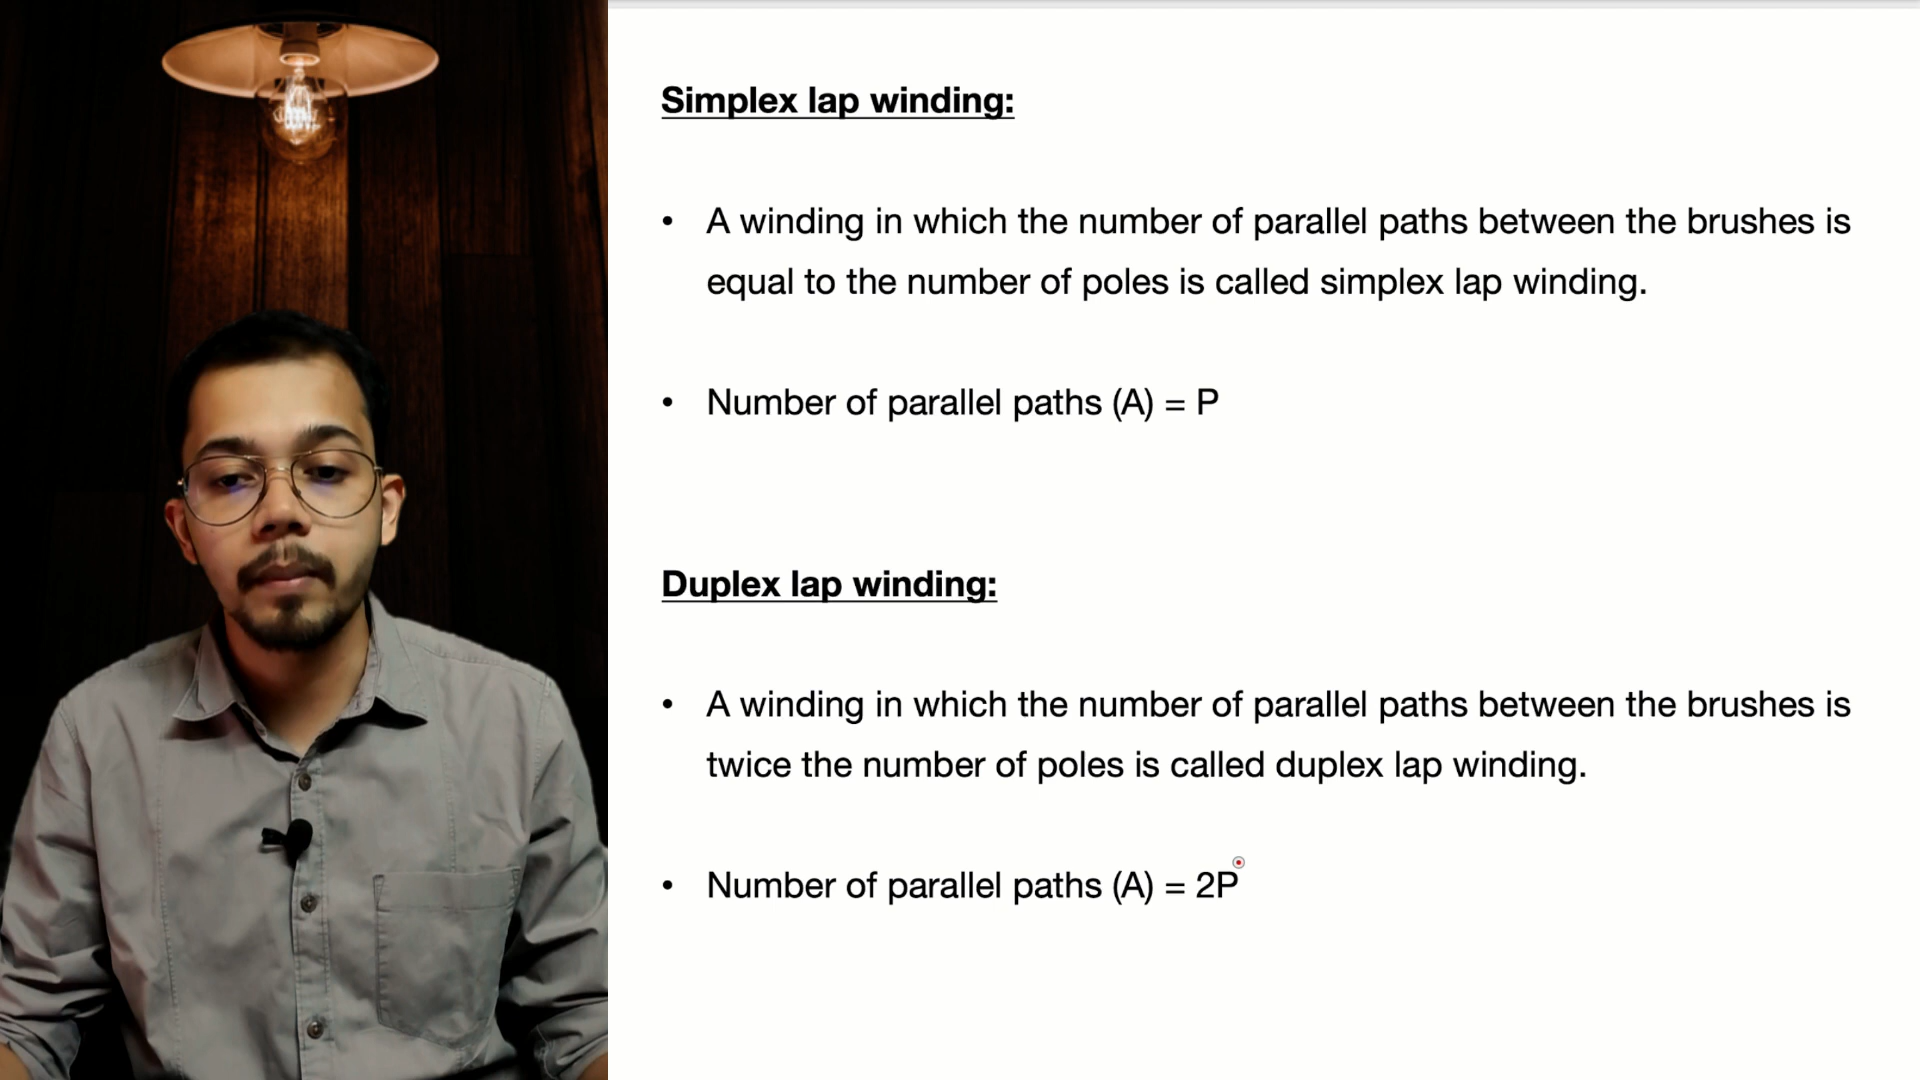 Simplex lap winding:
• A winding in which the number of parallel paths between the brushes is
equal to the number of poles is called simplex lap winding.
• Number of parallel paths (A) = P
Duplex lap winding:
• A winding in which the number of parallel paths between the brushes is
twice the number of poles is called duplex lap winding.
• Number of parallel paths (A) = 2P